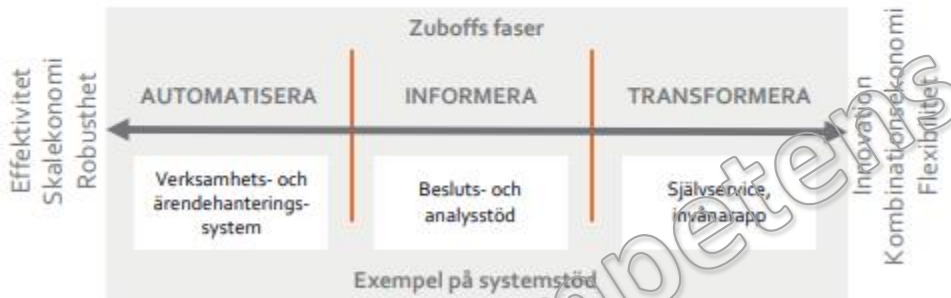 Zuboffs faser
Effektivitet
Skalekonomi
Robusthet
AUTOMATISERA
INFORMERA
TRANSFORMERA
Verksamhets- och
ärendehanterings-
system
Besluts- och
analysstöd
Självservice,
invånarapp
Innovation
Kombinationsekonomi
Flexibilitet
Exempel på systemstöd